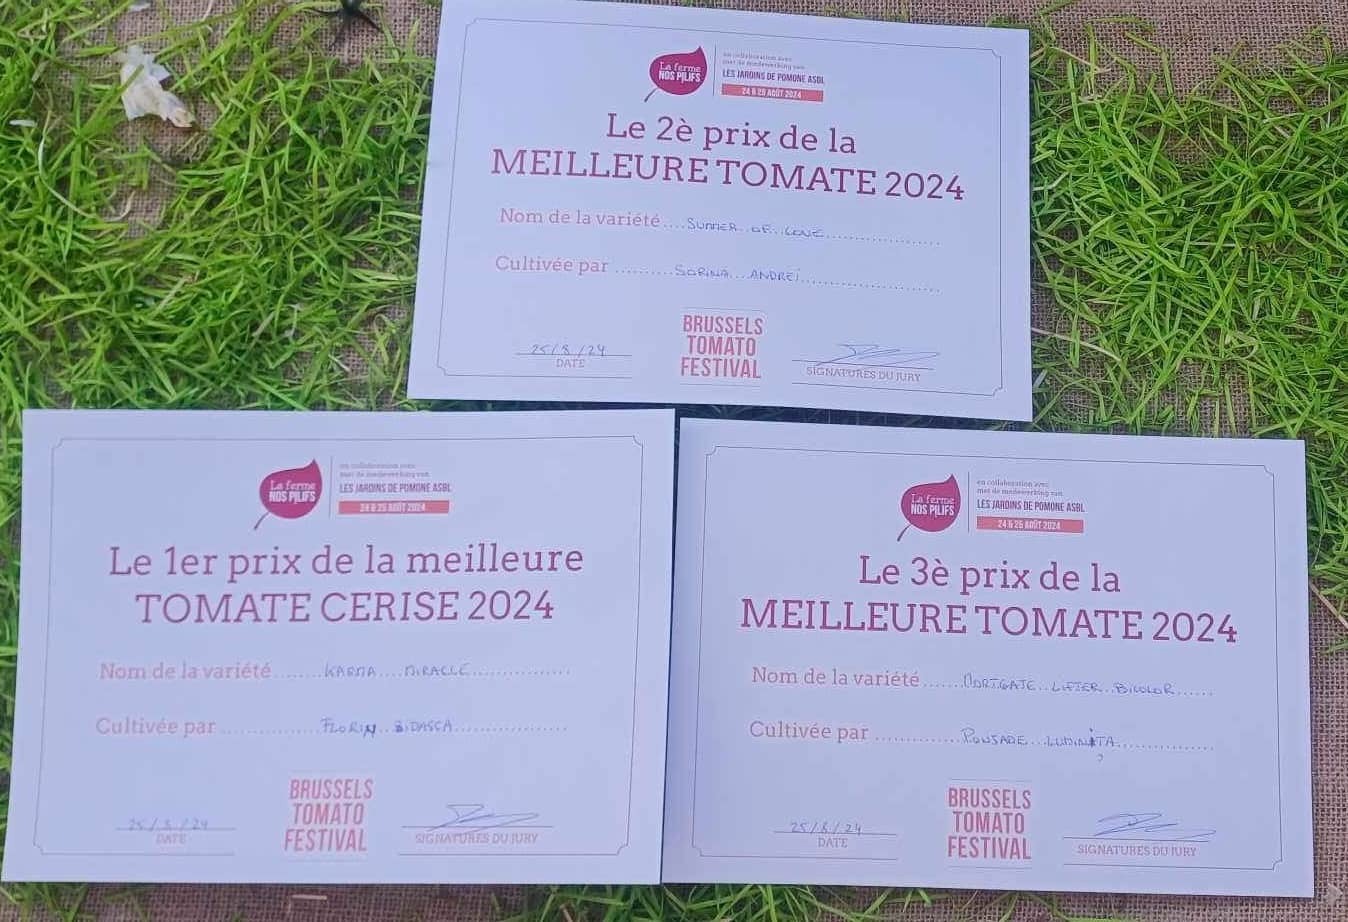 La ferme
NOS PILIFS
en collaboration avec
met de medewerking van
LES JARDINS DE POMONE ASBL
24 & 25 AOÛT 2024
Le 2è prix de la
MEILLEURE TOMATE 2024
Nom de la variété SUMMER OF LOVE
Cultivée par SORINA ANDREI
25/8/24
DATE
BRUSSELS
TOMATO
FESTIVAL
SIGNATURES DU JURY
La ferme
NOS PILIFS
en collaboration avec
met de medewerking van
LES JARDINS DE POMONE ASBL
24 & 25 AOÛT 2024
Le 1er prix de la meilleure
TOMATE CERISE 2024
Nom de la variété KARMA MIRACLE
Cultivée par FLORIN BIDASCA
25/8/24
DATE
BRUSSELS
TOMATO
FESTIVAL
SIGNATURES DU JURY
La ferme
NOS PILIFS
en collaboration avec
met de medewerking van
LES JARDINS DE POMONE ASBL
24 & 25 AOÛT 2024
Le 3è prix de la
MEILLEURE TOMATE 2024
Nom de la variété MORTGATE LIFTER BICOLOR
Cultivée par
25/8/24
DATE
BRUSSELS
TOMATO
FESTIVAL
SIGNATURES DU JURY